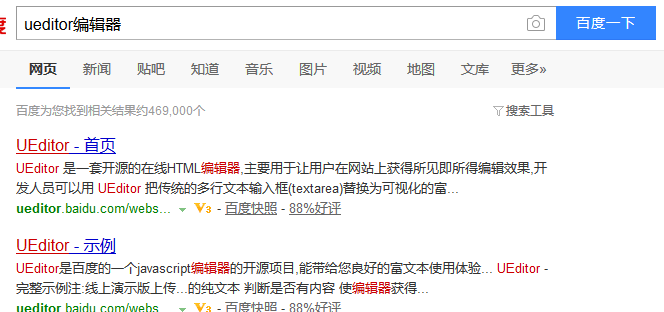 ueditor编辑器
百度一下
网页 新闻 贴吧 知道 音乐 图片 视频 地图 文库 更多»
百度为您找到相关结果约469,000个 搜索工具
UEditor - 首页
UEditor 是一套开源的在线HTML编辑器,主要用于让用户在网站上获得所见即所得编辑效果,开
发人员可以用 UEditor 把传统的多行文本输入框(textarea)替换为可视化的富...
ueditor.baidu.com/webs... V3 - 百度快照 - 88%好评
UEditor - 示例
UEditor是百度的一个javascript编辑器的开源项目,能带给您良好的富文本使用体验... UEditor -
完整示例注:线上演示版上传...的纯文本 判断是否有内容 使编辑器获得...
ueditor.baidu.com/webs... V3 - 百度快照 - 88%好评